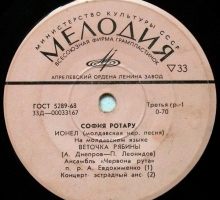 МИНИСТЕРСТВО КУЛЬТУРЫ СССР
МЕЛОДИЯ
ВСЕСОЮЗНАЯ ФИРМА ГРАМПЛАСТИНОК
АПРЕЛЕВСКИЙ ОРДЕНА ЛЕНИНА ЗАВОД
▽33
ГОСТ 5289-68
33Д—00033167
Третья (гр.)
0-70
СОФИЯ РОТАРУ
ИОНЕЛ (молдавская нар. песня)
На молдавском языке
ВЕТОЧКА РЯБИНЫ
(А. Днепров—П. Леонидов)
Ансамбль «Червона рута»
п/р А. Евдокименко (1)
Концерт- эстрадный анс (2)